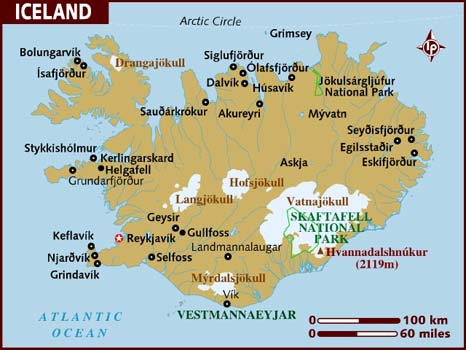 ICELAND
Arctic Circle
Grimsey
Bolungarvík
Ísafjörður
Drangajökull
Siglufjörður
Ólafsfjörður
Dalvík
Húsavík
Jökulsárgljúfur
National Park
Sauðárkrókur
Akureyri
Mývatn
Seyðisfjörður
Egilsstaðir
Eskifjörður
Stykkishólmur
Kerlingarskard
Helgafell
Grundarfjörður
Askja
Hofsjökull
Langjökull
Vatnajökull
SKAFTAFELL
NATIONAL
PARK
Geysir
Gullfoss
Keflavík
Reykjavík
Landmannalaugar
Hvannadalshnúkur
(2119m)
Njarðvík
Selfoss
Grindavík
Mýrdalsjökull
Vík
VESTMANNAEYJAR
ATLANTIC
OCEAN
0 100 km
0 60 miles
lp